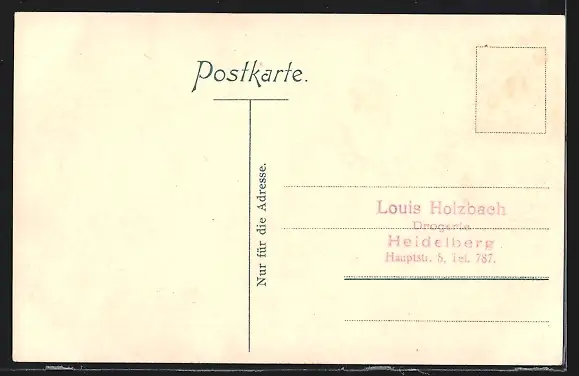 Postkarte.
Nur für die Adresse.
Louis Holzbach
Drogerie
Heidelberg.
Hauptstr. 5, Tel. 787.